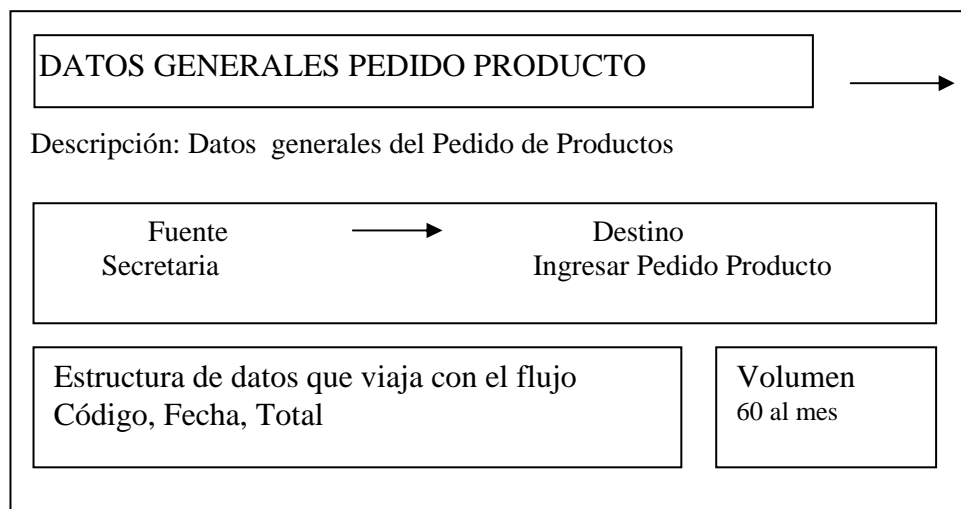 DATOS GENERALES PEDIDO PRODUCTO
Descripción: Datos generales del Pedido de Productos
Fuente Destino
Secretaria Ingresar Pedido Producto
Estructura de datos que viaja con el flujo
Código, Fecha, Total
Volumen
60 al mes